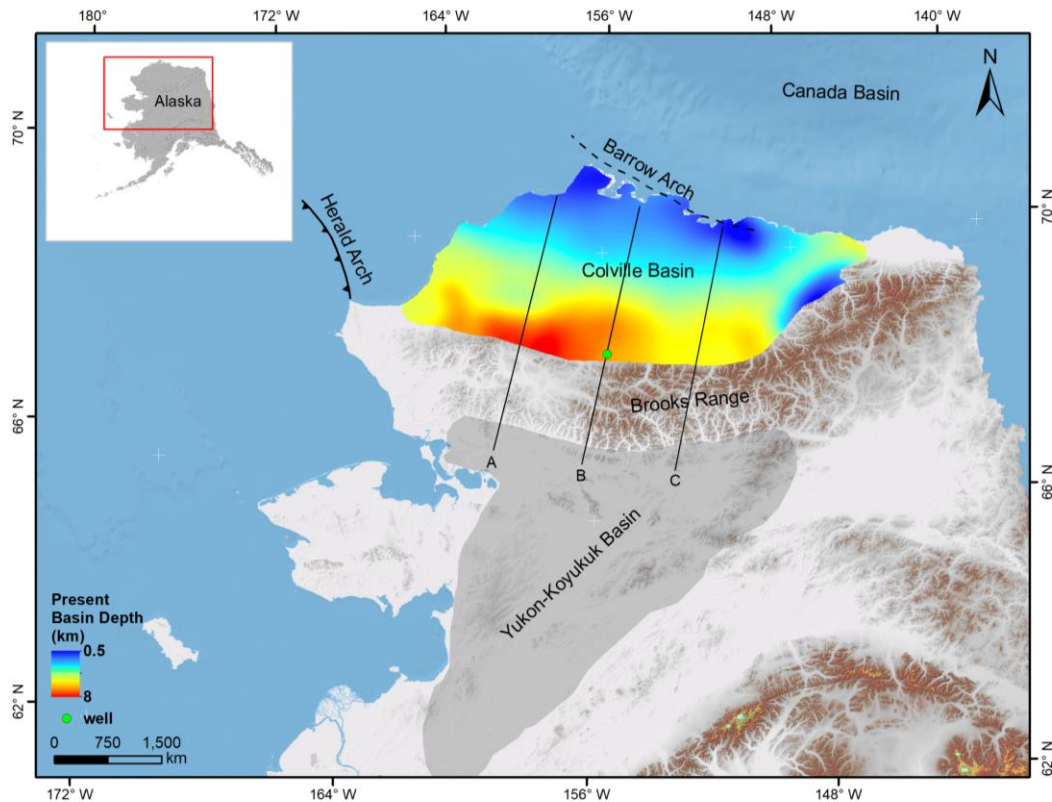 180° 172° W 164° W 156° W 148° W 140° W
N
Alaska
Canada Basin
70° N
70° N
Barrow Arch
Herald Arch
Colville Basin
Brooks Range
66° N
66° N
A
B
C
Yukon-Koyukuk Basin
Present
Basin Depth
(km)
0.5
8
well
0 750 1,500
km
62° N
62° N
172° W 164° W 156° W 148° W